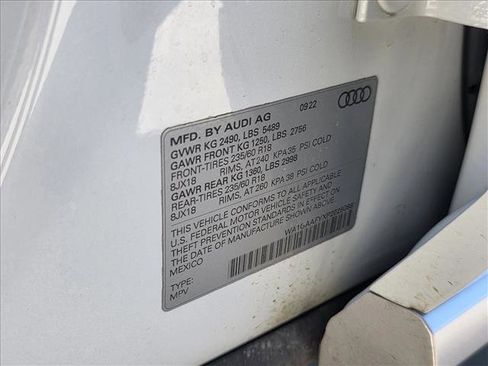 MFD. BY AUDI AG 09.22
GVWR KG 2490, LBS 5489
GAWR FRONT KG 1250, LBS 2756
FRONT-TIRES 235/60 R18
8JX18 RIMS, AT 240 KPA 35 PSI COLD
GAWR REAR KG 1360, LBS 2998
REAR-TIRES 235/60 R18
8JX18 RIMS, AT 260 KPA 38 PSI COLD
THIS VEHICLE CONFORMS TO ALL APPLICABLE
U.S. FEDERAL MOTOR VEHICLE SAFETY AND
THEFT PREVENTION STANDARDS IN EFFECT ON
THE DATE OF MANUFACTURE SHOWN ABOVE.
MEXICO
TYPE:
MPV